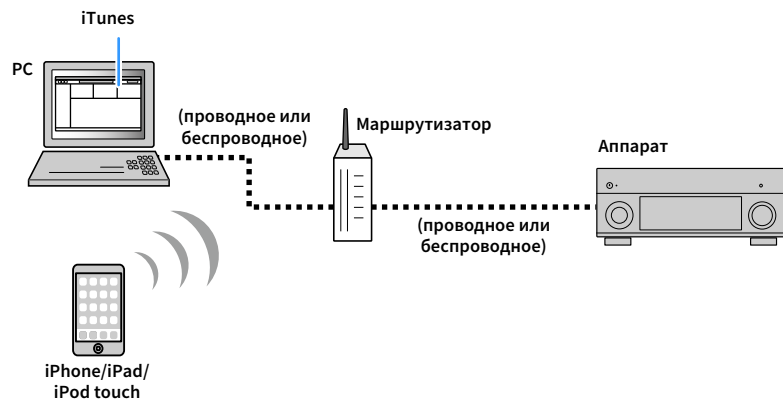 iTunes
PC
(проводное или
беспроводное)
Маршрутизатор
Аппарат
(проводное или
беспроводное)
iPhone/iPad/
iPod touch